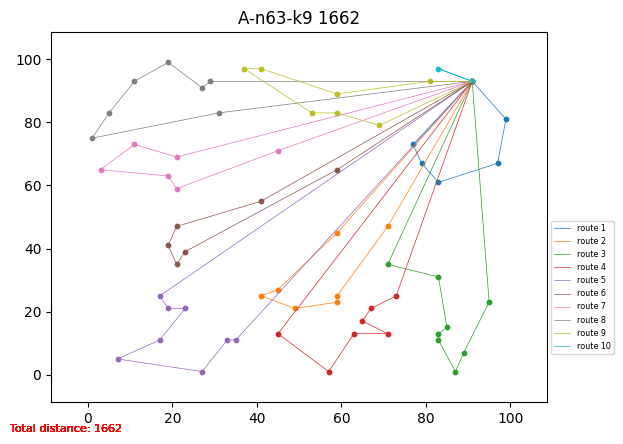 A-n63-k9 1662
100
80
60
40
20
0
0 20 40 60 80 100
route 1
route 2
route 3
route 4
route 5
route 6
route 7
route 8
route 9
route 10
Total distance: 1662